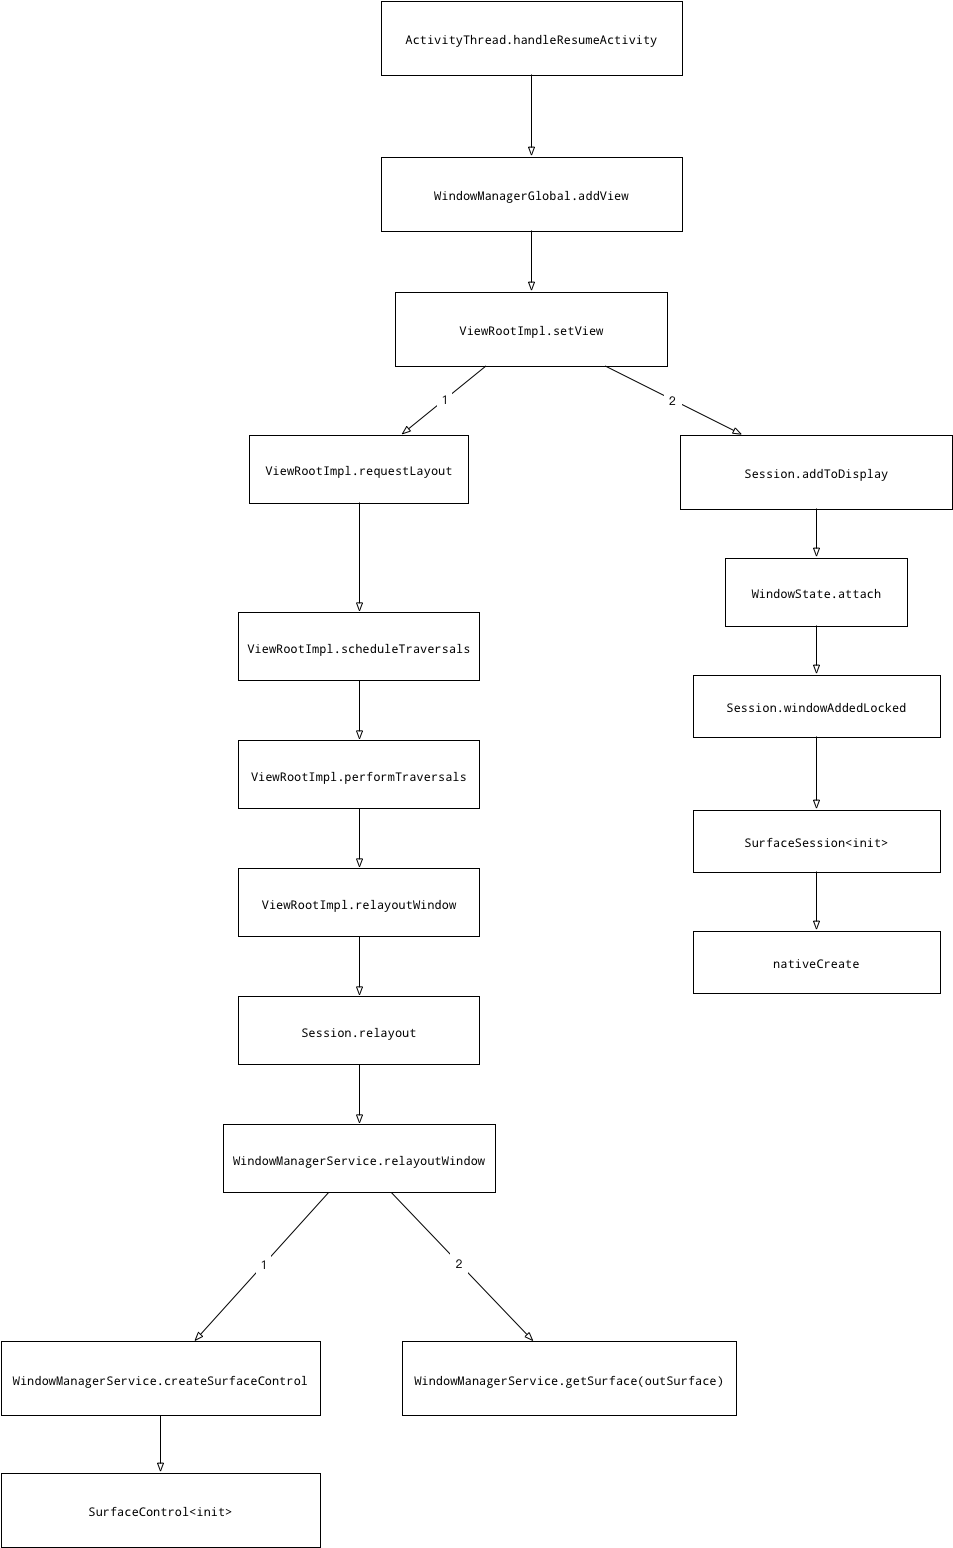 ActivityThread.handleResumeActivity
WindowManagerGlobal.addView
ViewRootImpl.setView
1
2
ViewRootImpl.requestLayout
Session.addToDisplay
WindowState.attach
ViewRootImpl.scheduleTraversals
Session.windowAddedLocked
ViewRootImpl.performTraversals
SurfaceSession<init>
ViewRootImpl.relayoutWindow
nativeCreate
Session.relayout
WindowManagerService.relayoutWindow
1
2
WindowManagerService.createSurfaceControl
WindowManagerService.getSurface(outSurface)
SurfaceControl<init>